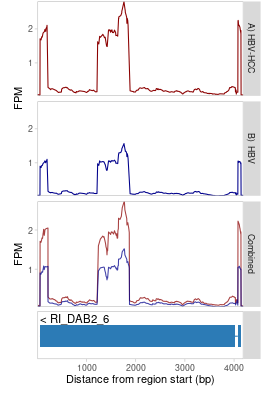 2
1
A) HBV-HCC
FPM
2
1
B) HBV
2
1
FPM
Combined
< RI_DAB2_6
1000 2000 3000 4000
Distance from region start (bp)